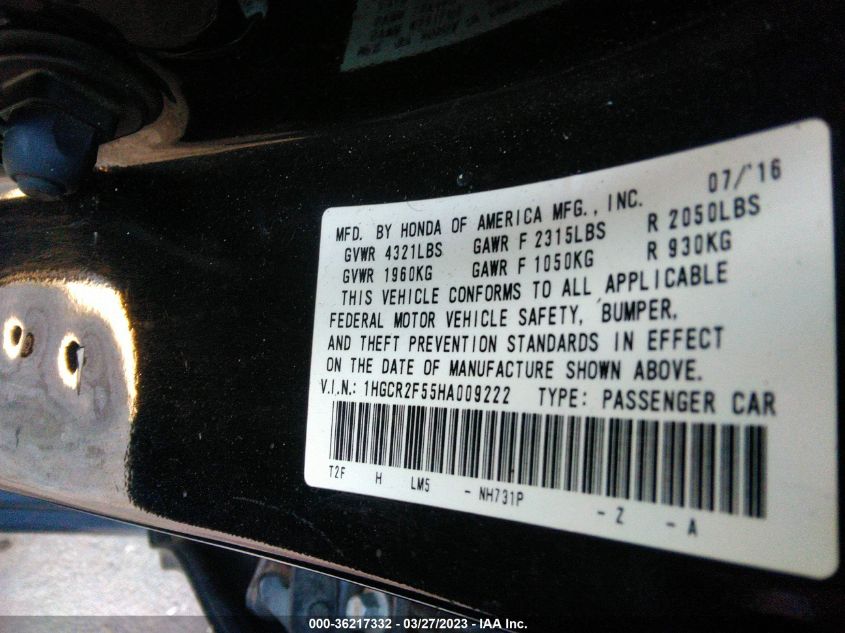 07/'16
MFD. BY HONDA OF AMERICA MFG., INC.
GVWR 4321LBS GAWR F 2315LBS R 2050LBS
GVWR 1960KG GAWR F 1050KG R 930KG
THIS VEHICLE CONFORMS TO ALL APPLICABLE
FEDERAL MOTOR VEHICLE SAFETY, BUMPER,
AND THEFT PREVENTION STANDARDS IN EFFECT
ON THE DATE OF MANUFACTURE SHOWN ABOVE.
V.I.N.: 1HGCR2F55HA009222 TYPE: PASSENGER CAR
T2F H LM5 - NH731P - Z - A
000-36217332 - 03/27/2023 - IAA Inc.